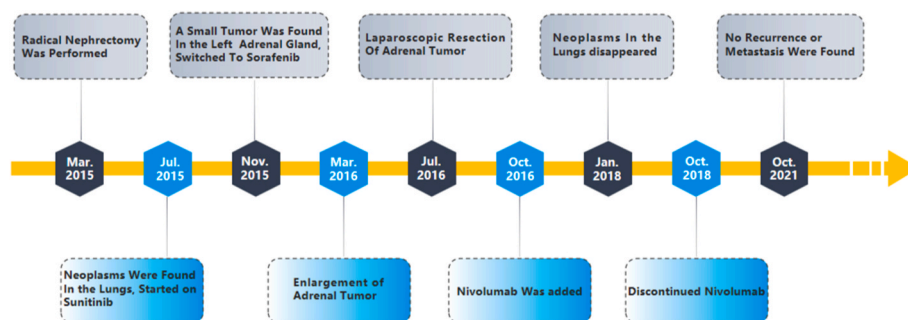 Radical Nephrectomy
Was Performed
A Small Tumor Was Found
In the Left Adrenal Gland,
Switched To Sorafenib
Laparoscopic Resection
Of Adrenal Tumor
Neoplasms In the
Lungs disappeared
No Recurrence or
Metastasis Were Found
Mar.
2015
Jul.
2015
Nov.
2015
Mar.
2016
Jul.
2016
Oct.
2016
Jan.
2018
Oct.
2018
Oct.
2021
Neoplasms Were Found
In the Lungs, Started on
Sunitinib
Enlargement of
Adrenal Tumor
Nivolumab Was added
Discontinued Nivolumab